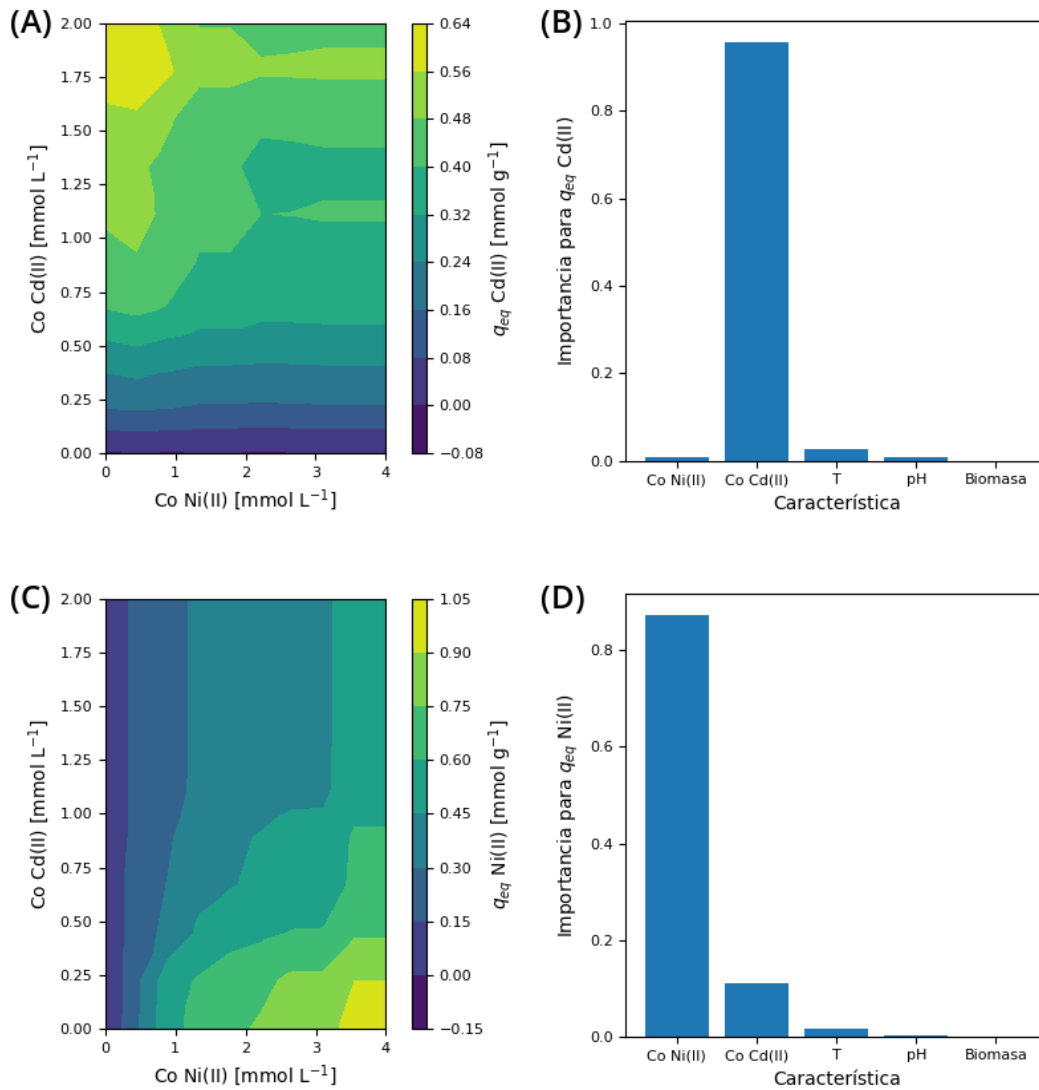 (A)
2.00
1.75
1.50
1.25
1.00
0.75
0.50
0.25
0.00
Co Cd(II) [mmol L⁻¹]
0 1 2 3 4
Co Ni(II) [mmol L⁻¹]
0.64
0.56
0.48
0.40
0.32
0.24
0.16
0.08
0.00
−0.08
qeq Cd(II) [mmol g⁻¹]
(B)
1.0
0.8
0.6
0.4
0.2
0.0
Importancia para qeq Cd(II)
Co Ni(II) Co Cd(II) T pH Biomasa
Característica
(C)
2.00
1.75
1.50
1.25
1.00
0.75
0.50
0.25
0.00
Co Cd(II) [mmol L⁻¹]
0 1 2 3 4
Co Ni(II) [mmol L⁻¹]
1.05
0.90
0.75
0.60
0.45
0.30
0.15
0.00
−0.15
qeq Ni(II) [mmol g⁻¹]
(D)
0.8
0.6
0.4
0.2
0.0
Importancia para qeq Ni(II)
Co Ni(II) Co Cd(II) T pH Biomasa
Característica